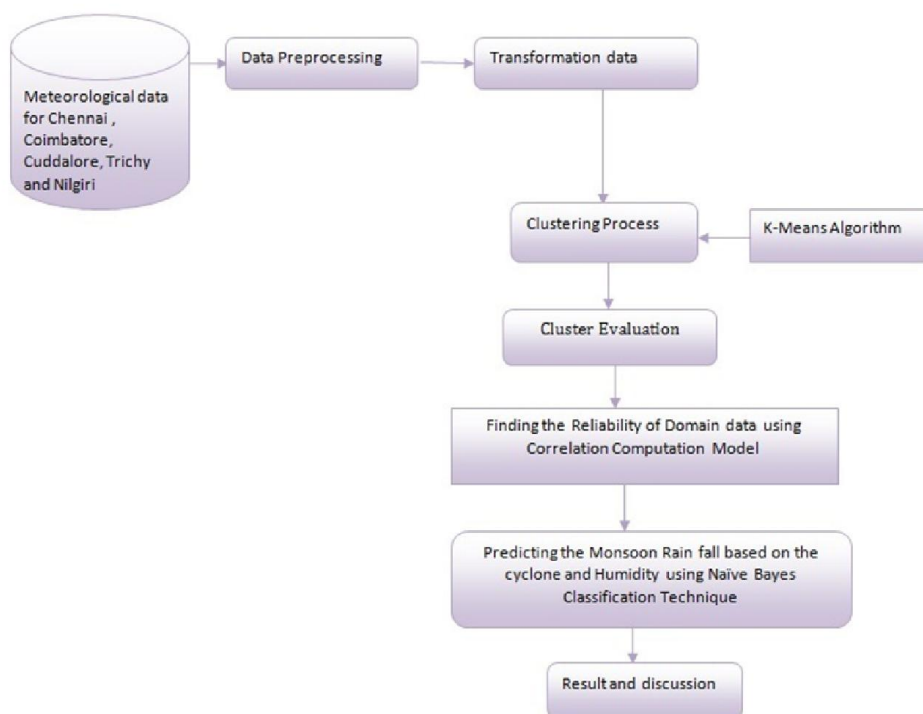 Meteorological data
for Chennai ,
Coimbatore,
Cuddalore, Trichy
and Nilgiri
Data Preprocessing
Transformation data
Clustering Process
K-Means Algorithm
Cluster Evaluation
Finding the Reliability of Domain data using
Correlation Computation Model
Predicting the Monsoon Rain fall based on the
cyclone and Humidity using Naïve Bayes
Classification Technique
Result and discussion